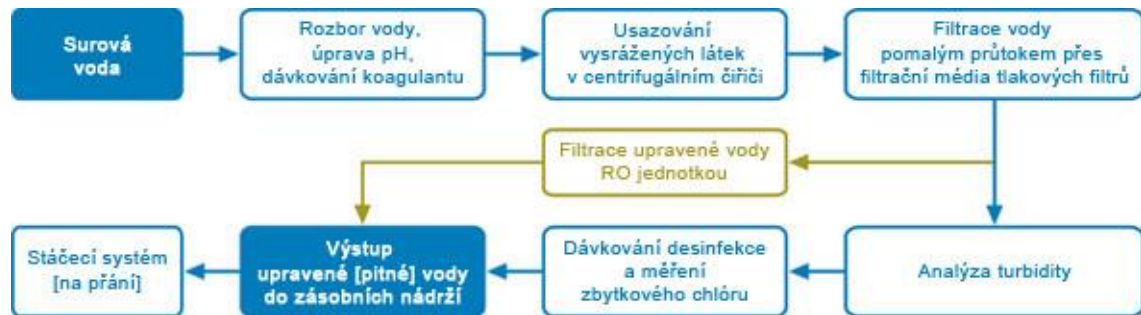 Surová
voda
Rozbor vody,
úprava pH,
dávkování koagulantu
Usazování
vysrážených látek
v centrifugálním čiřiči
Filtrace vody
pomalým průtokem přes
filtrační média tlakových filtrů
Filtrace upravené vody
RO jednotkou
Stáčecí systém
[na přání]
Výstup
upravené [pitné] vody
do zásobních nádrží
Dávkování desinfekce
a měření
zbytkového chlóru
Analýza turbidity